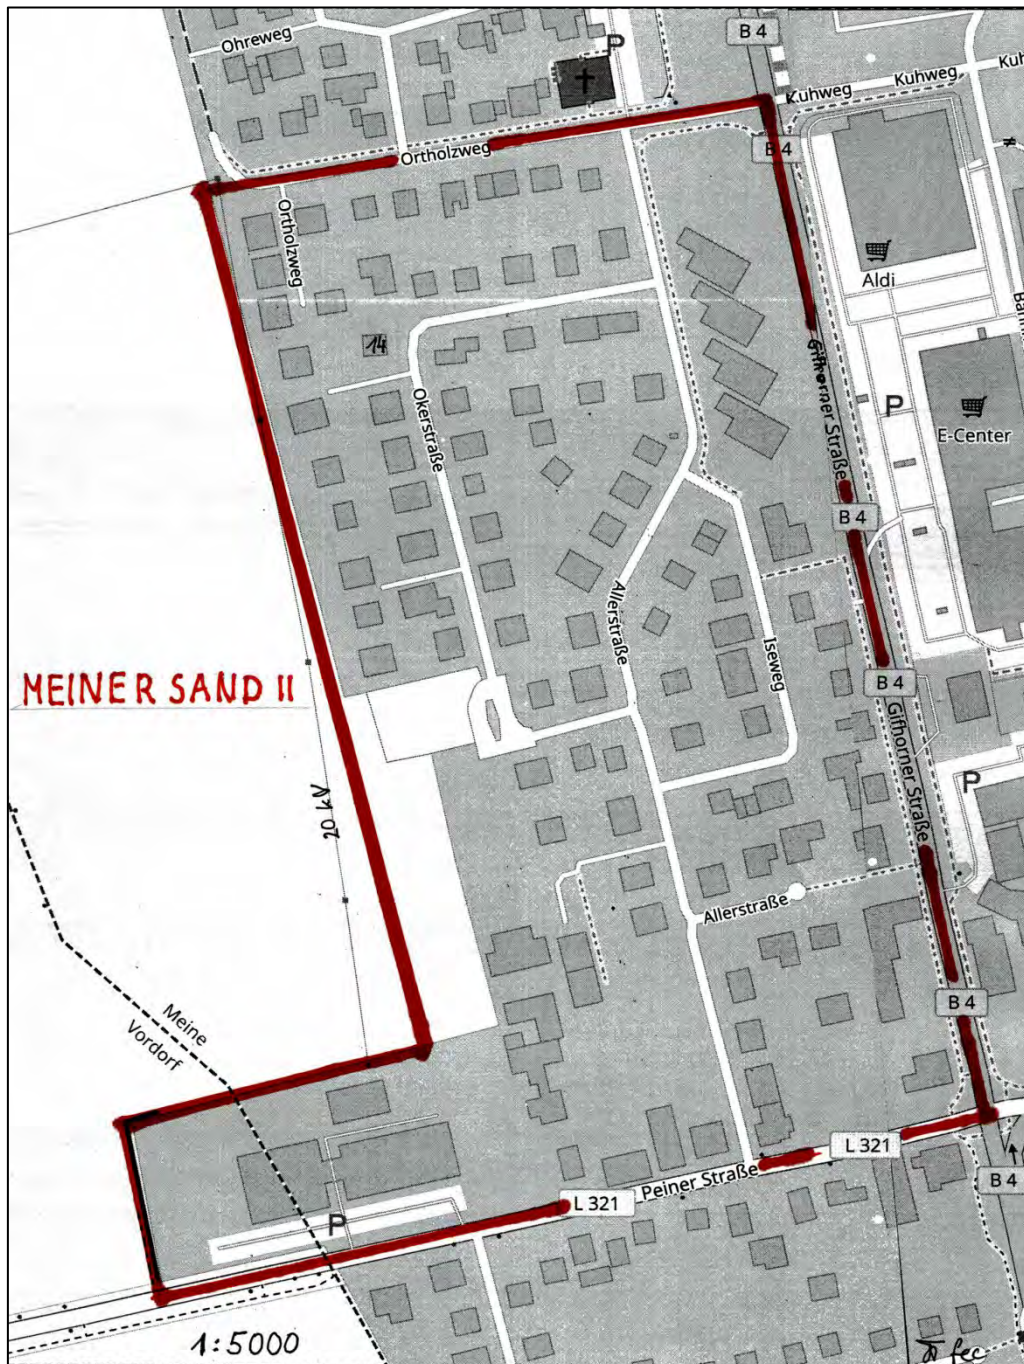 B 4
Ohreweg
P
Kuhweg
Kuhweg
Kuh
Ortholzweg
B 4
Ortholzweg
Aldi
14
Gifhorner Straße
Okerstraße
P
E-Center
B 4
Allerstraße
Iseweg
MEINER SAND II
B 4
Gifhorner Straße
P
20 kV
Allerstraße
B 4
Meine
Vordorf
L 321
Peiner Straße
B 4
L 321
P
1:5000